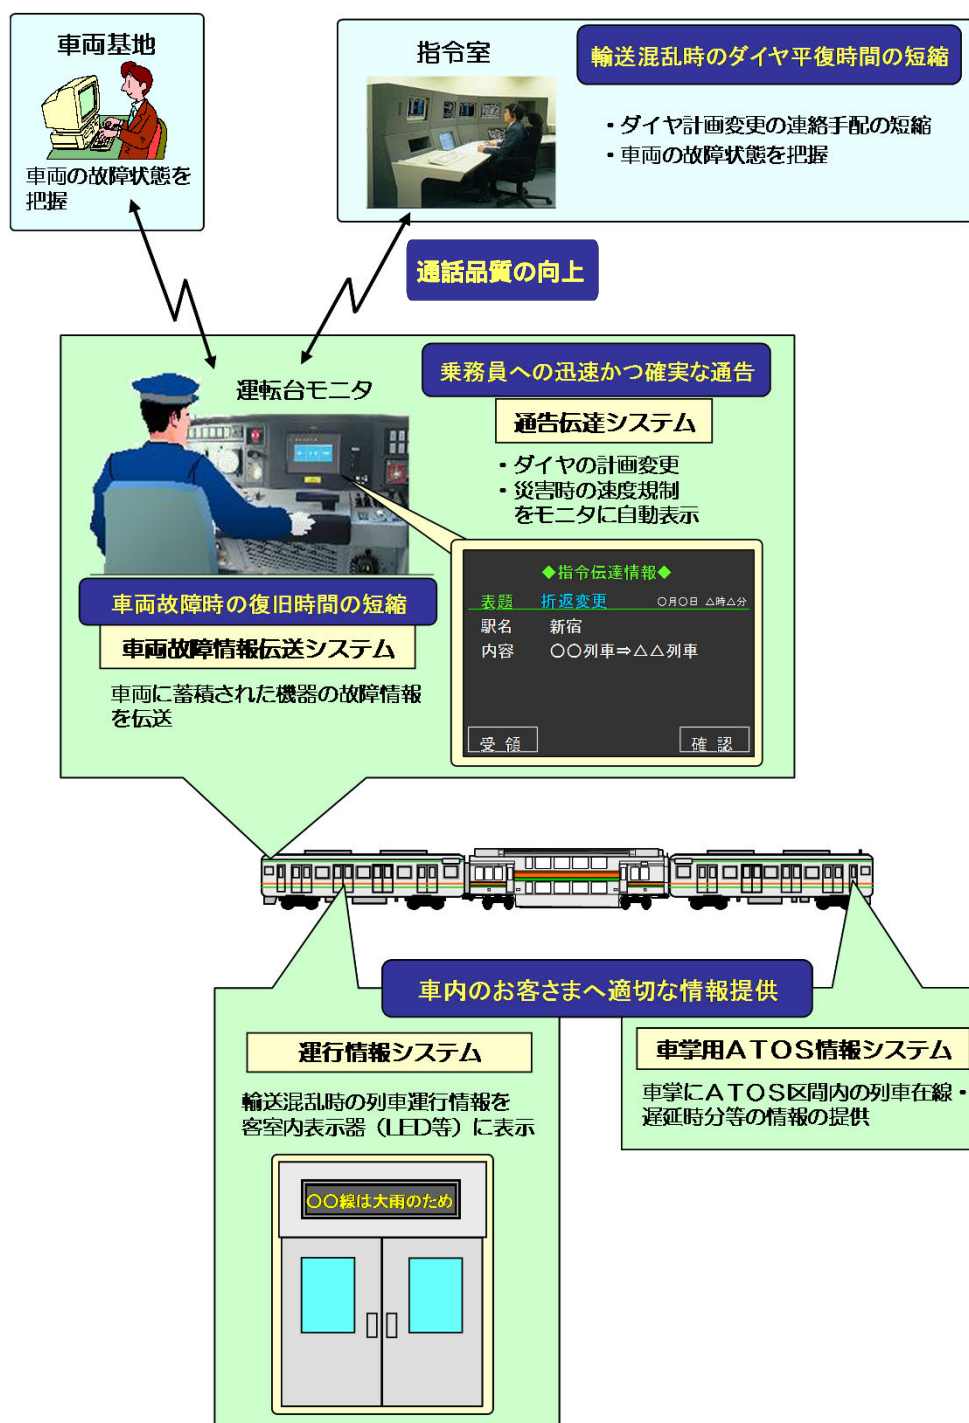 車両基地
車両の故障状態を
把握
指令室
輸送混乱時のダイヤ平復時間の短縮
・ダイヤ計画変更の連絡手配の短縮
・車両の故障状態を把握
通話品質の向上
運転台モニタ
乗務員への迅速かつ確実な通告
通告伝達システム
・ダイヤの計画変更
・災害時の速度規制
をモニタに自動表示
◆指令伝達情報◆
表題 折返変更 ○月○日 △時△分
駅名 新宿
内容 ○○列車⇒△△列車
受領 確認
車両故障時の復旧時間の短縮
車両故障情報伝送システム
車両に蓄積された機器の故障情報
を伝送
車内のお客さまへ適切な情報提供
運行情報システム
輸送混乱時の列車運行情報を
客室内表示器（LED等）に表示
○○線は大雨のため
車掌用ATOS情報システム
車掌にATOS区間内の列車在線・
遅延時分等の情報の提供